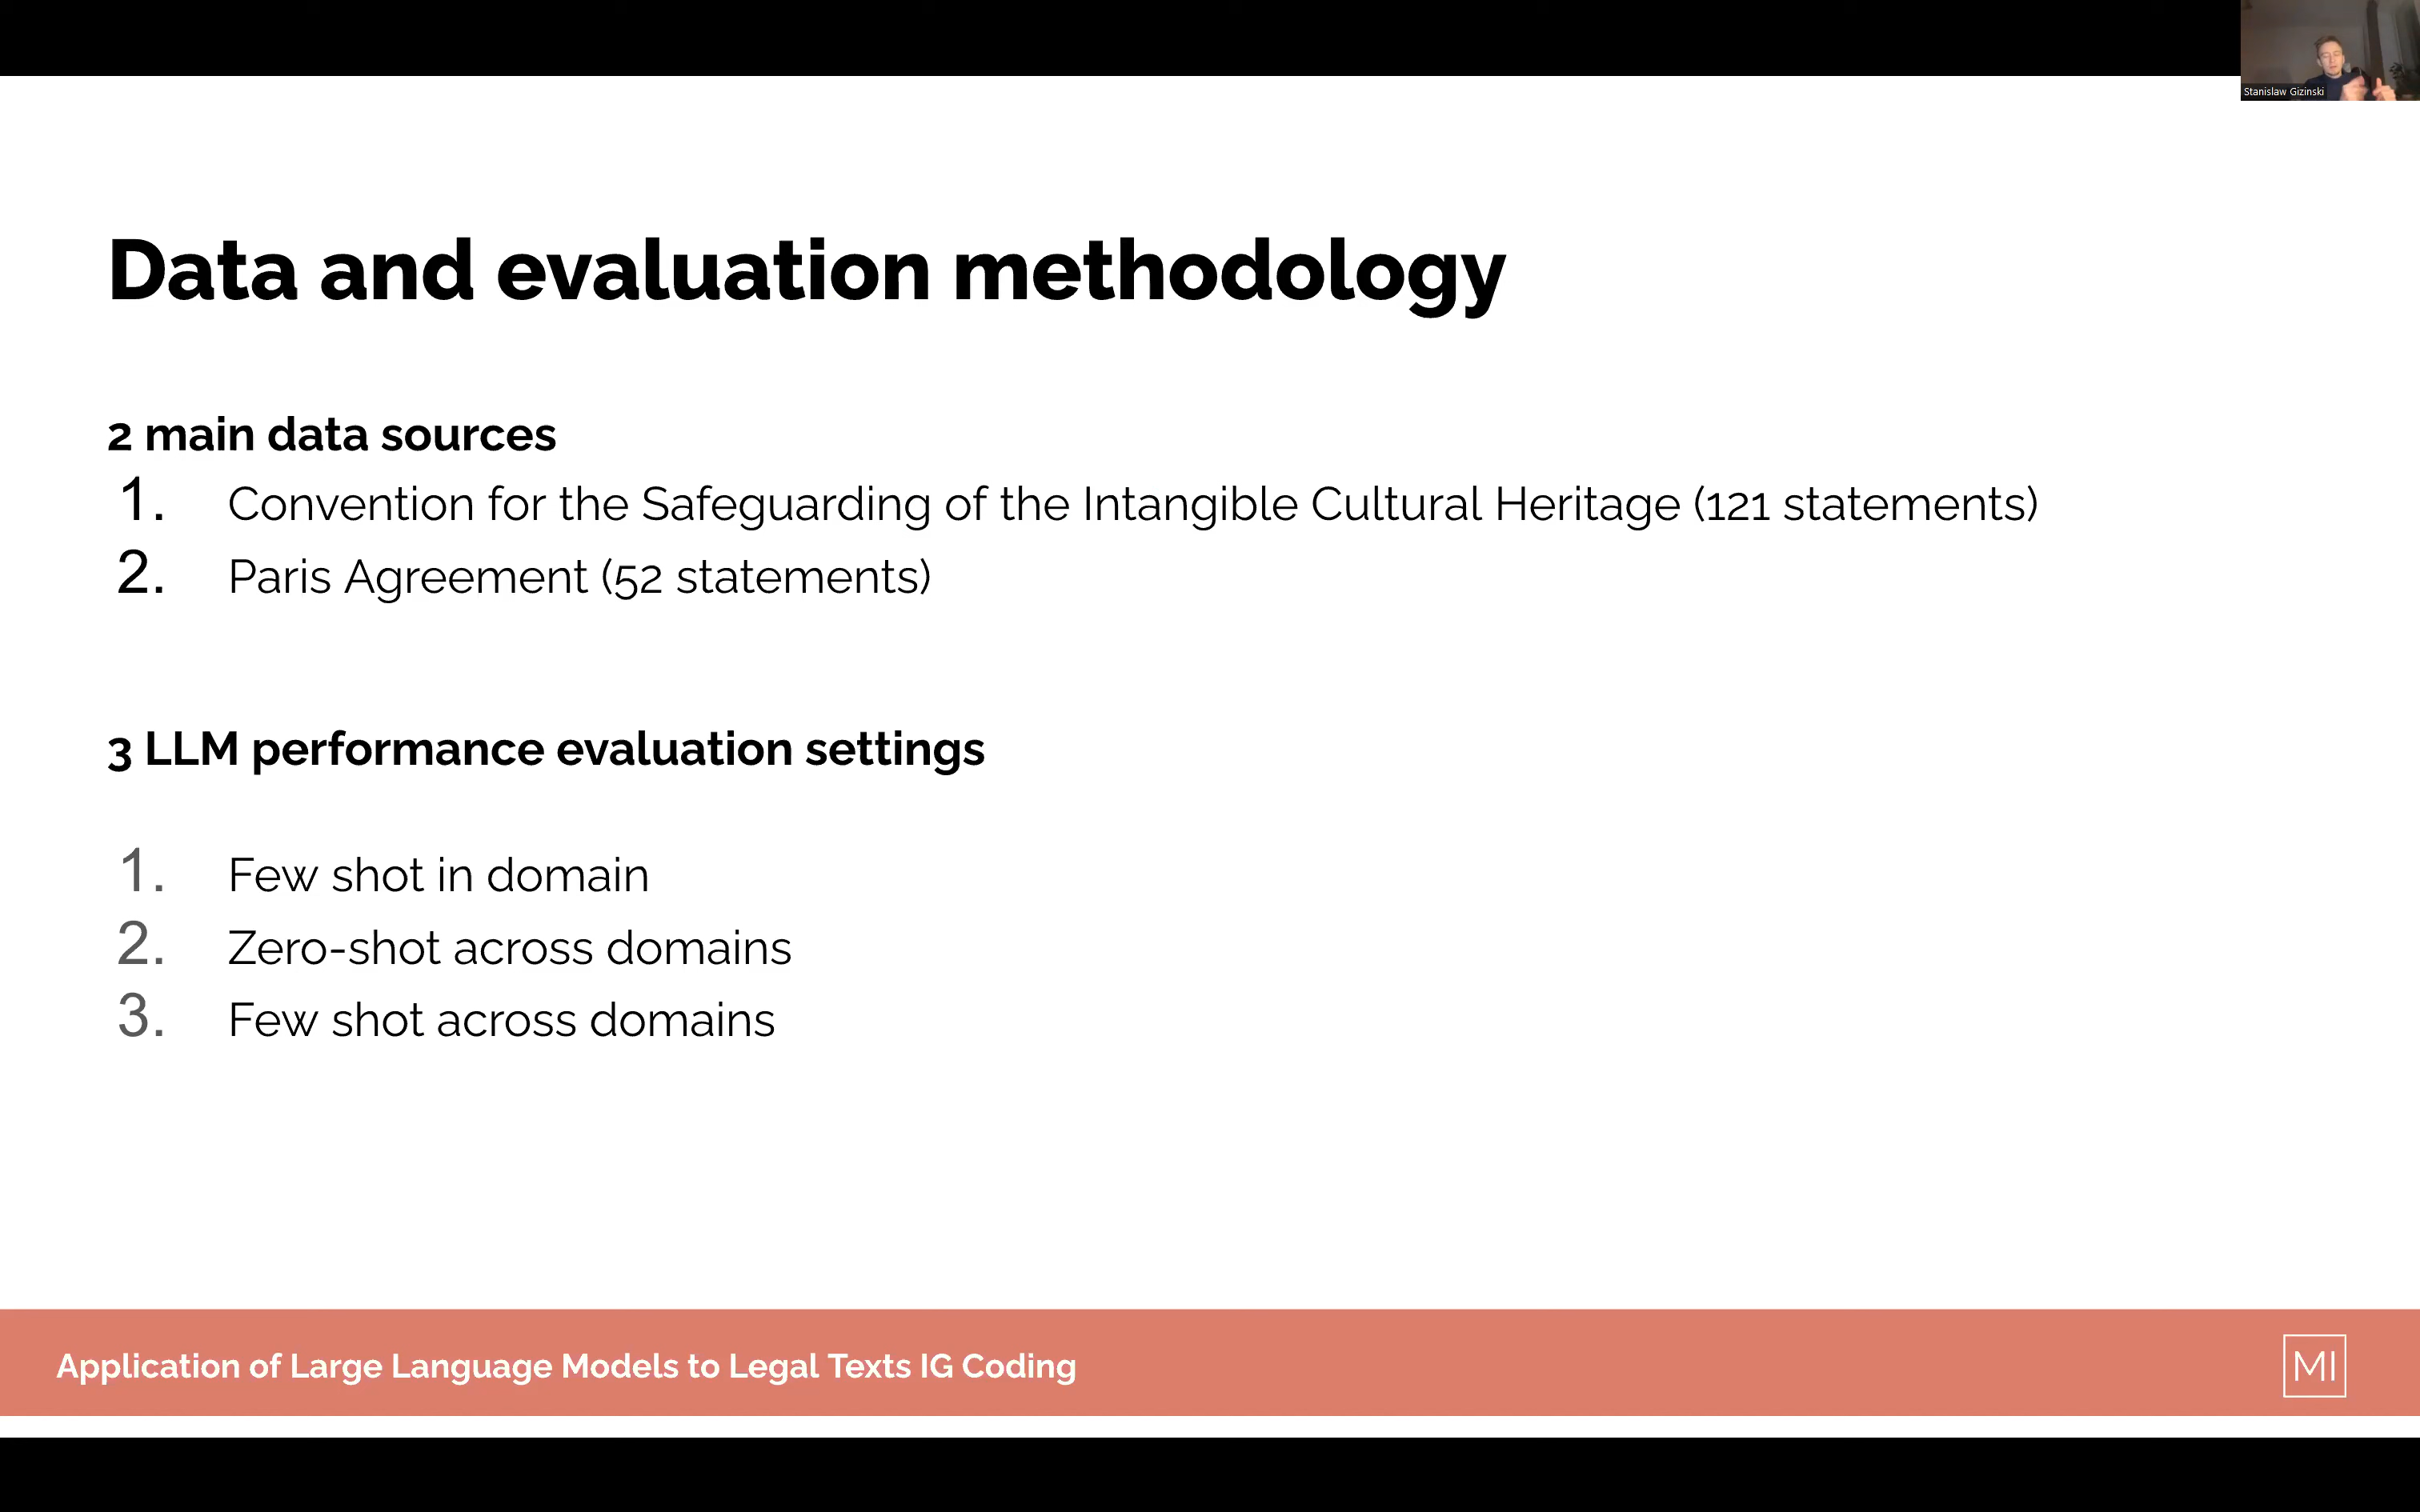 Stanislaw Gizinski
Data and evaluation methodology
2 main data sources
1. Convention for the Safeguarding of the Intangible Cultural Heritage (121 statements)
2. Paris Agreement (52 statements)
3 LLM performance evaluation settings
1. Few shot in domain
2. Zero-shot across domains
3. Few shot across domains
Application of Large Language Models to Legal Texts IG Coding
MI